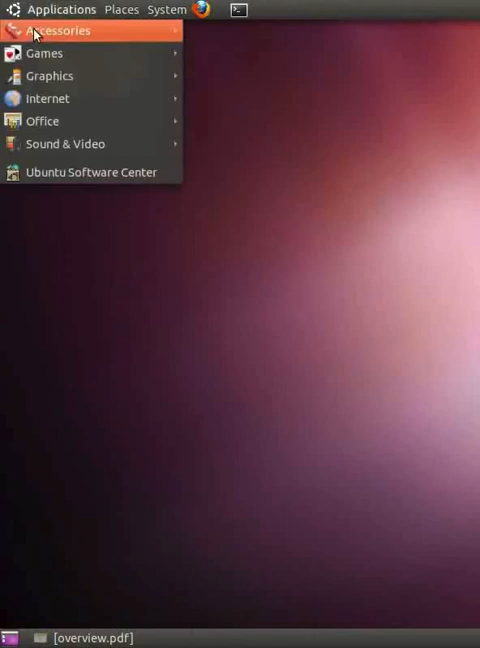 Applications Places System
Accessories
Games
Graphics
Internet
Office
Sound & Video
Ubuntu Software Center
[overview.pdf]